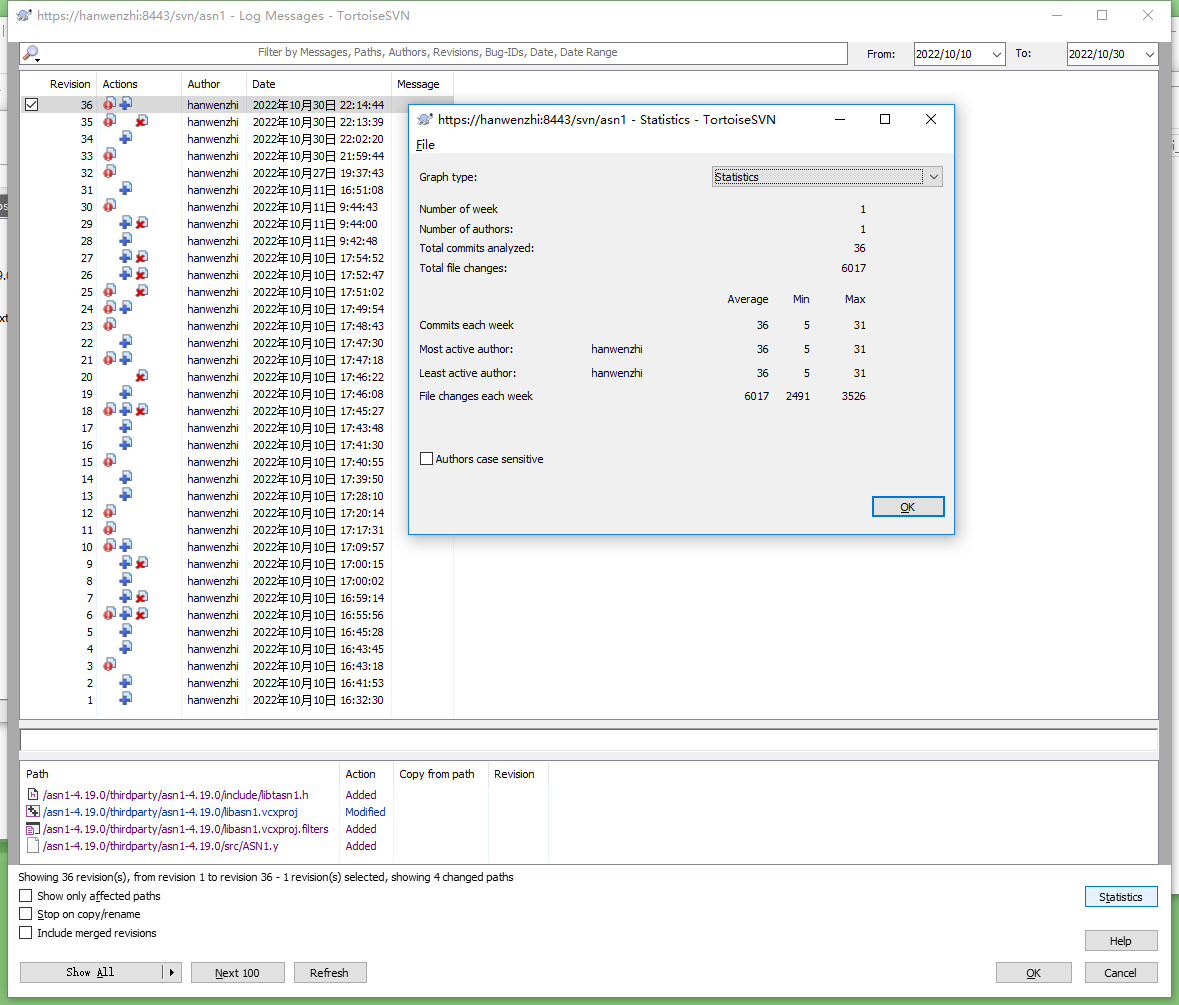 https://hanwenzhi:8443/svn/asn1 - Log Messages - TortoiseSVN
Filter by Messages, Paths, Authors, Revisions, Bug-IDs, Date, Date Range From: 2022/10/10 To: 2022/10/30
Revision Actions Author Date Message
36 hanwenzhi 2022年10月30日 22:14:44
35 hanwenzhi 2022年10月30日 22:13:39
34 hanwenzhi 2022年10月30日 22:02:20
33 hanwenzhi 2022年10月30日 21:59:44
32 hanwenzhi 2022年10月27日 19:37:43
31 hanwenzhi 2022年10月11日 16:51:08
30 hanwenzhi 2022年10月11日 9:44:43
29 hanwenzhi 2022年10月11日 9:44:00
28 hanwenzhi 2022年10月11日 9:42:48
27 hanwenzhi 2022年10月10日 17:54:52
26 hanwenzhi 2022年10月10日 17:52:47
25 hanwenzhi 2022年10月10日 17:51:02
24 hanwenzhi 2022年10月10日 17:49:54
23 hanwenzhi 2022年10月10日 17:48:43
22 hanwenzhi 2022年10月10日 17:47:30
21 hanwenzhi 2022年10月10日 17:47:18
20 hanwenzhi 2022年10月10日 17:46:22
19 hanwenzhi 2022年10月10日 17:46:08
18 hanwenzhi 2022年10月10日 17:45:27
17 hanwenzhi 2022年10月10日 17:43:48
16 hanwenzhi 2022年10月10日 17:41:30
15 hanwenzhi 2022年10月10日 17:40:55
14 hanwenzhi 2022年10月10日 17:39:50
13 hanwenzhi 2022年10月10日 17:28:10
12 hanwenzhi 2022年10月10日 17:20:14
11 hanwenzhi 2022年10月10日 17:17:31
10 hanwenzhi 2022年10月10日 17:09:57
9 hanwenzhi 2022年10月10日 17:00:15
8 hanwenzhi 2022年10月10日 17:00:02
7 hanwenzhi 2022年10月10日 16:59:14
6 hanwenzhi 2022年10月10日 16:55:56
5 hanwenzhi 2022年10月10日 16:45:28
4 hanwenzhi 2022年10月10日 16:43:45
3 hanwenzhi 2022年10月10日 16:43:18
2 hanwenzhi 2022年10月10日 16:41:53
1 hanwenzhi 2022年10月10日 16:32:30
https://hanwenzhi:8443/svn/asn1 - Statistics - TortoiseSVN
File
Graph type: Statistics
Number of week 1
Number of authors: 1
Total commits analyzed: 36
Total file changes: 6017
Average Min Max
Commits each week 36 5 31
Most active author: hanwenzhi 36 5 31
Least active author: hanwenzhi 36 5 31
File changes each week 6017 2491 3526
Authors case sensitive
OK
Path Action Copy from path Revision
/asn1-4.19.0/thirdparty/asn1-4.19.0/include/libtasn1.h Added
/asn1-4.19.0/thirdparty/asn1-4.19.0/libasn1.vcxproj Modified
/asn1-4.19.0/thirdparty/asn1-4.19.0/libasn1.vcxproj.filters Added
/asn1-4.19.0/thirdparty/asn1-4.19.0/src/ASN1.y Added
Showing 36 revision(s), from revision 1 to revision 36 - 1 revision(s) selected, showing 4 changed paths
Show only affected paths
Stop on copy/rename
Include merged revisions
Statistics
Help
Show All Next 100 Refresh OK Cancel